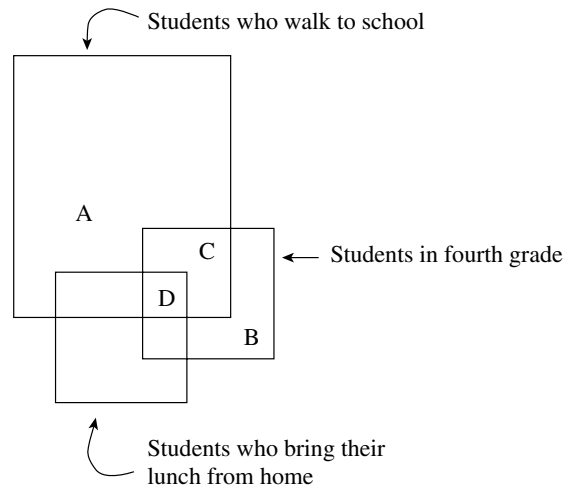 Students who walk to school
A
C
Students in fourth grade
D
B
Students who bring their
lunch from home